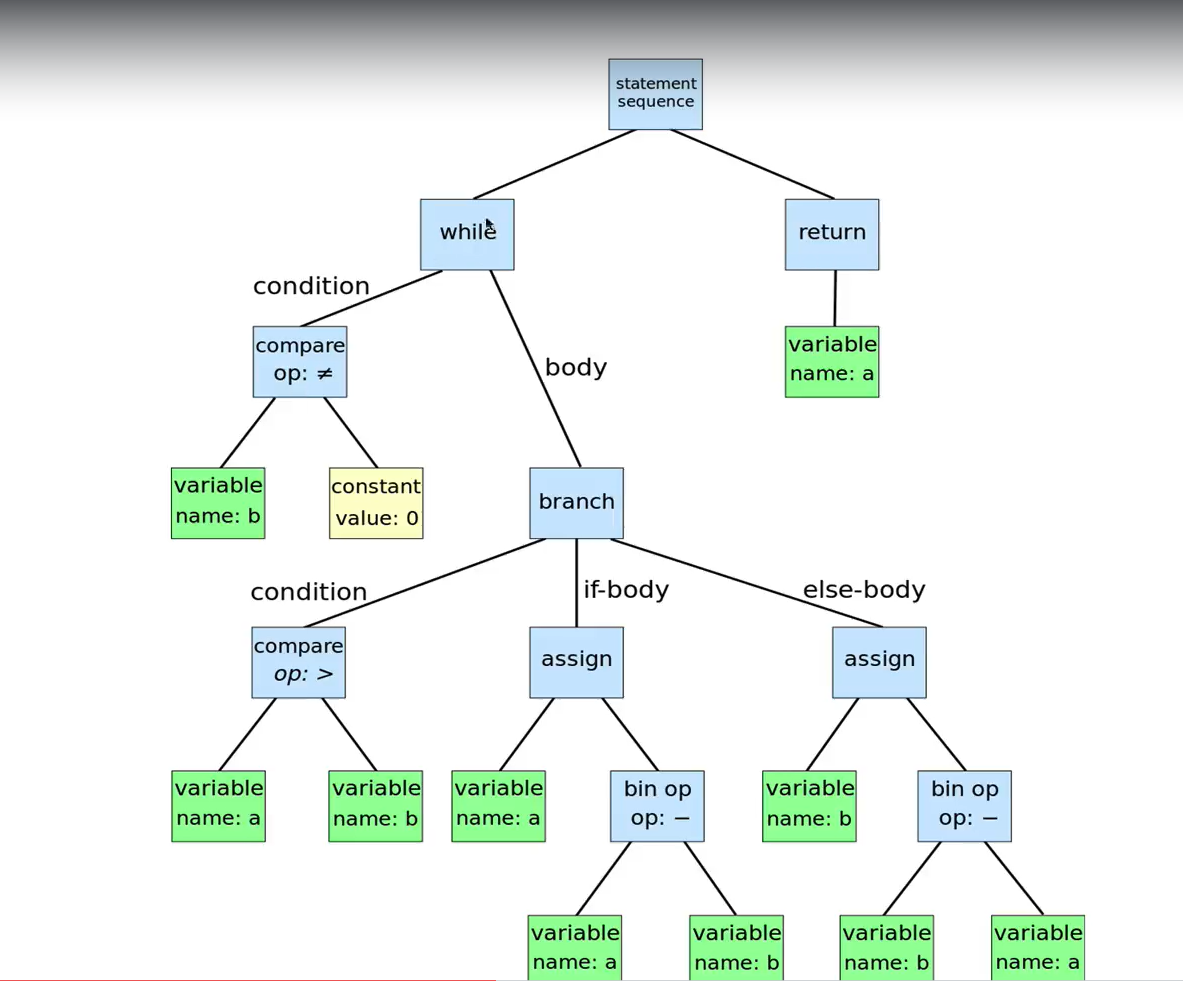 statement
sequence
while
return
condition
compare
op: ≠
body
variable
name: a
variable
name: b
constant
value: 0
branch
condition
if-body
else-body
compare
op: >
assign
assign
variable
name: a
variable
name: b
variable
name: a
bin op
op: −
variable
name: b
bin op
op: −
variable
name: a
variable
name: b
variable
name: b
variable
name: a